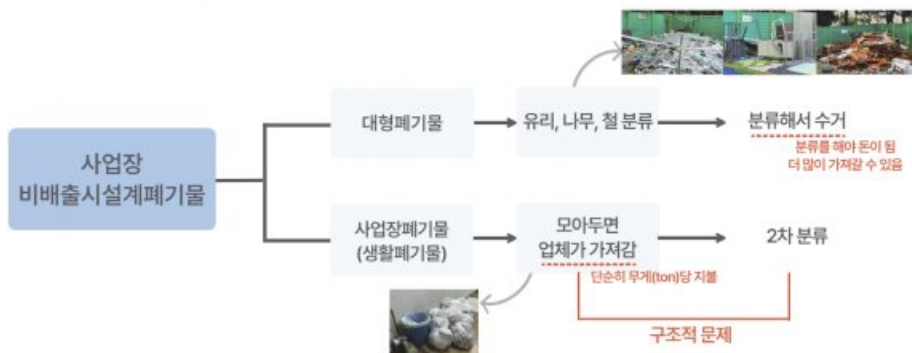 사업장
비배출시설계폐기물
대형폐기물
유리, 나무, 철 분류
분류해서 수거
분류를 해야 돈이 됨
더 많이 가져갈 수 있음
사업장폐기물
(생활폐기물)
모아두면
업체가 가져감
단순히 무게(ton)당 지불
2차 분류
구조적 문제